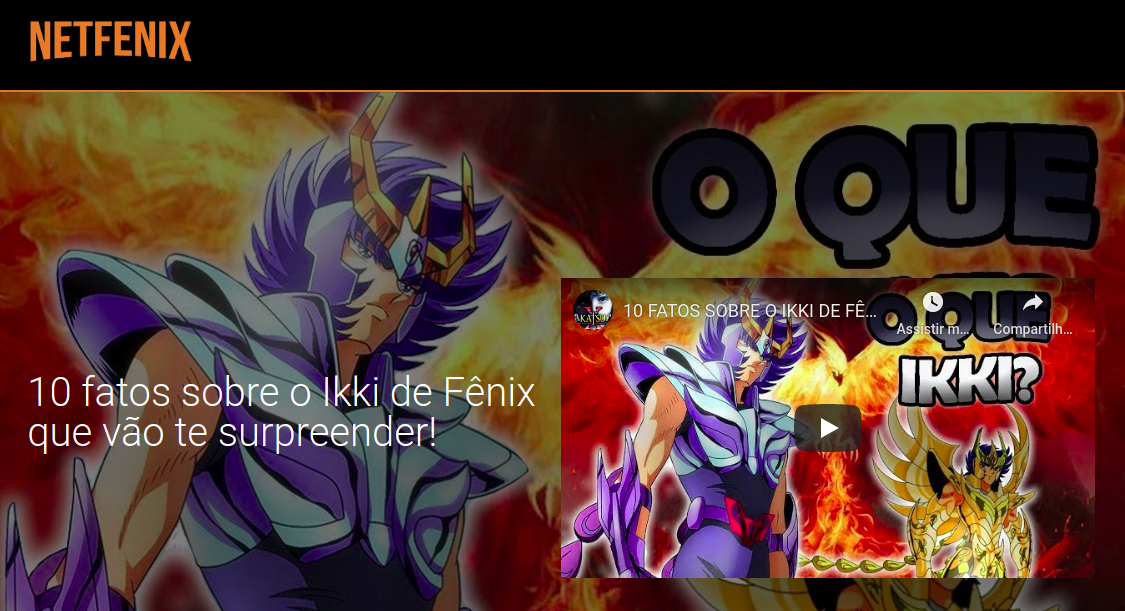 NETFENIX
O QUE
10 FATOS SOBRE O IKKI DE FÊ...
Assistir m...
Compartilh...
O QUE
IKKI?
10 fatos sobre o Ikki de Fênix
que vão te surpreender!